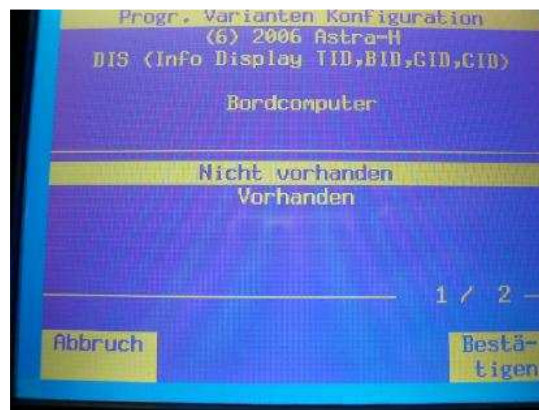 Progr. Varianten Konfiguration
(6) 2006 Astra-H
DIS (Info Display TID,BID,GID,CID)
Bordcomputer
Nicht vorhanden
Vorhanden
1 / 2
Abbruch
Bestä-
tigen